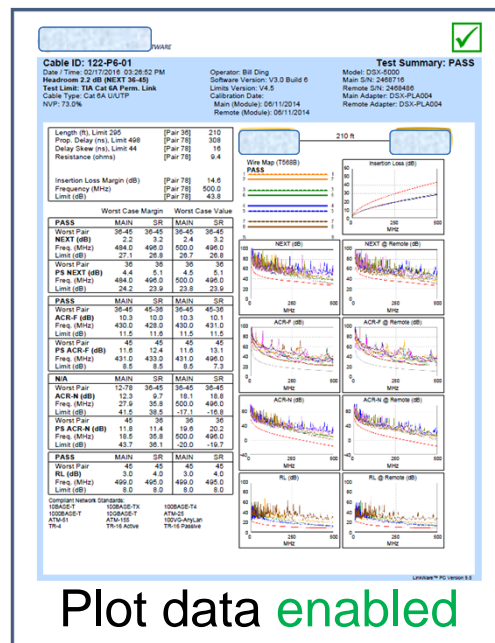 WARE
Cable ID: 122-P6-01
Test Summary: PASS
Date / Time: 02/17/2016 03:26:52 PM
Headroom 2.2 dB (NEXT 36-45)
Test Limit: TIA Cat 6A Perm. Link
Cable Type: Cat 6A U/UTP
NVP: 73.0%
Operator: Bill Ding
Software Version: V3.0 Build 6
Limits Version: V4.5
Calibration Date:
Main (Module): 06/11/2014
Remote (Module): 06/11/2014
Model: DSX-5000
Main S/N: 2468716
Remote S/N: 2468486
Main Adapter: DSX-PLA004
Remote Adapter: DSX-PLA004
Length (ft), Limit 295 [Pair 36] 210
Prop. Delay (ns), Limit 498 [Pair 78] 308
Delay Skew (ns), Limit 44 [Pair 78] 16
Resistance (ohms) [Pair 78] 9.4
Insertion Loss Margin (dB) [Pair 78] 14.6
Frequency (MHz) [Pair 78] 500.0
Limit (dB) [Pair 78] 43.8
Worst Case Margin Worst Case Value
PASS MAIN SR MAIN SR
Worst Pair 36-45 36-45 36-45 36-45
NEXT (dB) 2.2 3.2 2.4 3.2
Freq. (MHz) 484.0 496.0 500.0 496.0
Limit (dB) 27.1 26.8 26.7 26.8
Worst Pair 36 36 36 36
PS NEXT (dB) 4.4 5.1 4.5 5.1
Freq. (MHz) 484.0 496.0 500.0 496.0
Limit (dB) 24.2 23.9 23.8 23.9
PASS MAIN SR MAIN SR
Worst Pair 36-45 45-36 36-45 45-36
ACR-F (dB) 10.3 10.0 10.3 10.1
Freq. (MHz) 430.0 428.0 430.0 431.0
Limit (dB) 11.5 11.6 11.5 11.5
Worst Pair 45 45 45 45
PS ACR-F (dB) 11.6 12.4 11.6 13.1
Freq. (MHz) 431.0 433.0 431.0 496.0
Limit (dB) 8.5 8.5 8.5 7.3
N/A MAIN SR MAIN SR
Worst Pair 12-78 36-45 36-45 36-45
ACR-N (dB) 12.3 9.7 18.1 18.8
Freq. (MHz) 27.9 35.8 500.0 496.0
Limit (dB) 41.5 38.5 -17.1 -16.8
Worst Pair 45 36 36 36
PS ACR-N (dB) 11.8 11.4 19.6 20.2
Freq. (MHz) 18.5 35.8 500.0 496.0
Limit (dB) 43.7 36.1 -20.0 -19.7
PASS MAIN SR MAIN SR
Worst Pair 45 45 45 45
RL (dB) 3.0 4.0 3.0 4.0
Freq. (MHz) 499.0 495.0 499.0 495.0
Limit (dB) 8.0 8.0 8.0 8.0
Compliant Network Standards:
10BASE-T 100BASE-TX 100BASE-T4
1000BASE-T 10GBASE-T ATM-25
ATM-51 ATM-155 100VG-AnyLan
TR-4 TR-16 Active TR-16 Passive
210 ft
Wire Map (T568B)
PASS
Insertion Loss (dB)
MHz
NEXT (dB)
MHz
NEXT @ Remote (dB)
MHz
ACR-F (dB)
MHz
ACR-F @ Remote (dB)
MHz
ACR-N (dB)
MHz
ACR-N @ Remote (dB)
MHz
RL (dB)
MHz
RL @ Remote (dB)
MHz
Plot data enabled